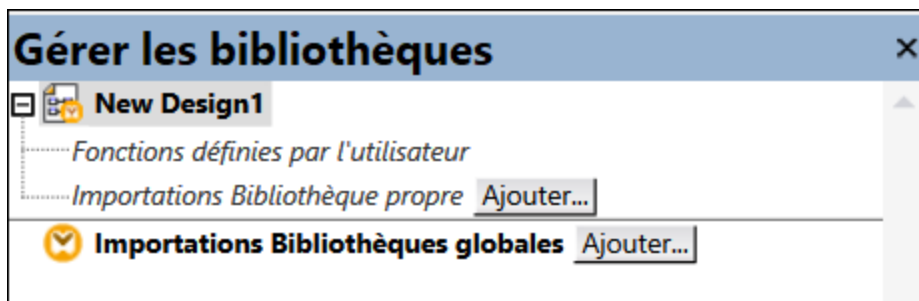 Gérer les bibliothèques
New Design1
Fonctions définies par l'utilisateur
Importations Bibliothèque propre Ajouter...
Importations Bibliothèques globales Ajouter...